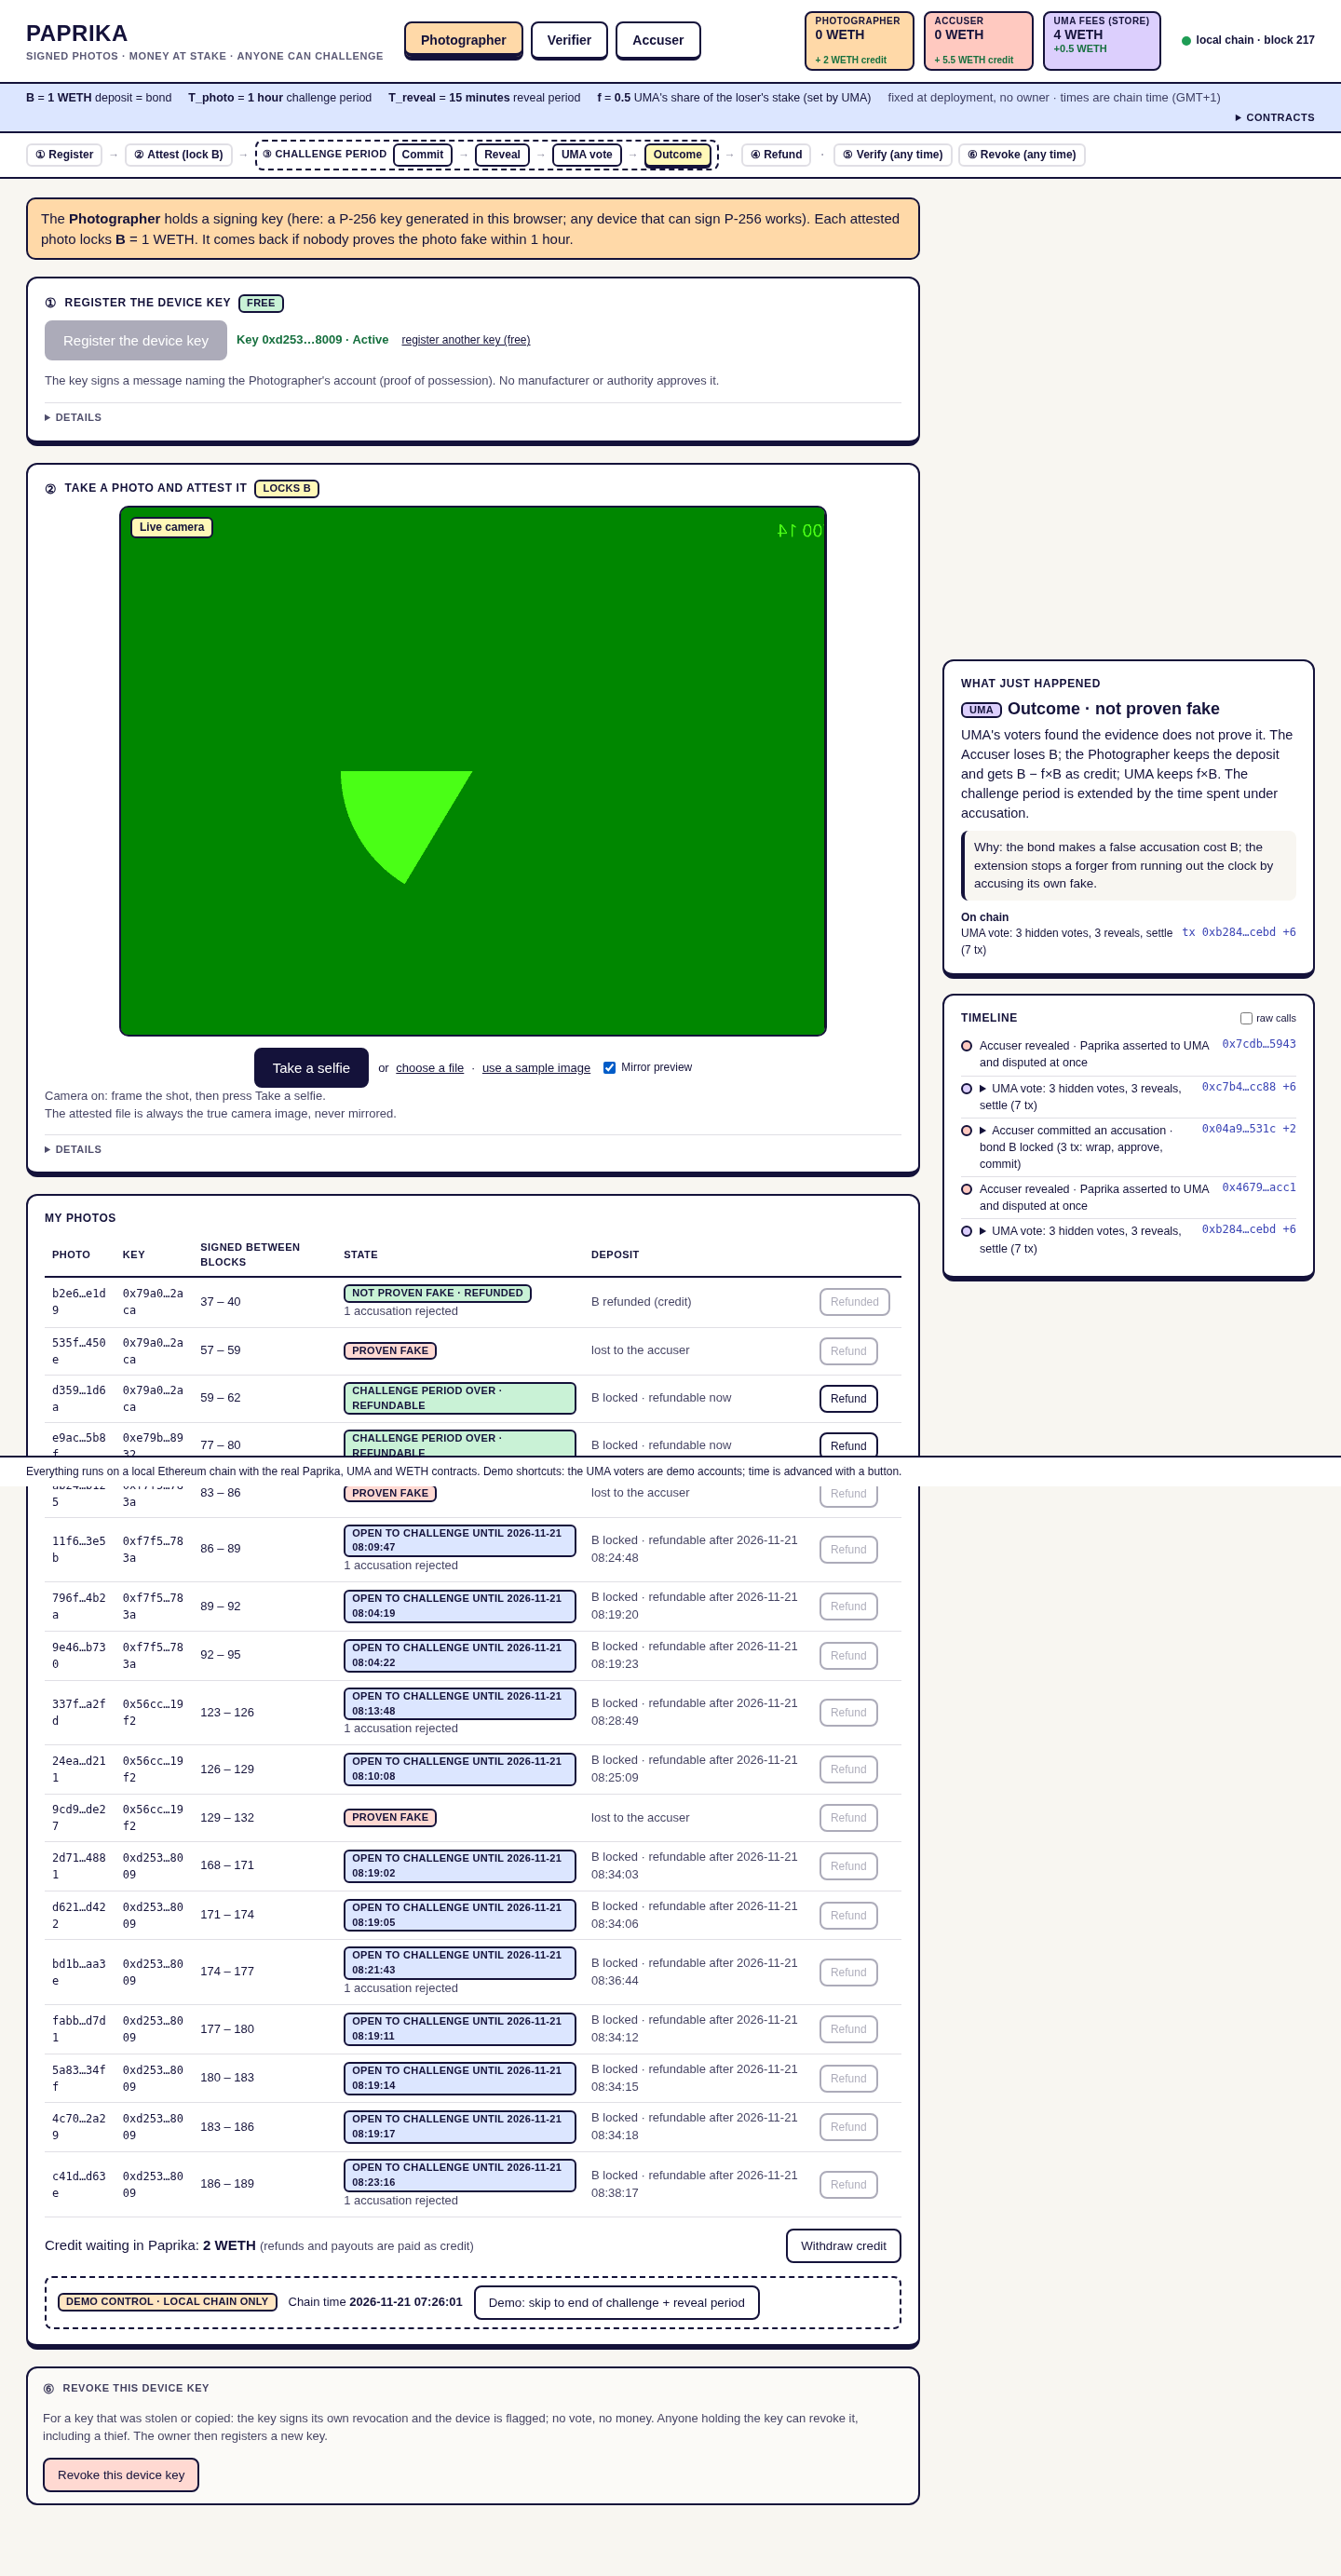 PAPRIKA
SIGNED PHOTOS · MONEY AT STAKE · ANYONE CAN CHALLENGE
Photographer
Verifier
Accuser
PHOTOGRAPHER
0 WETH
+ 2 WETH credit
ACCUSER
0 WETH
+ 5.5 WETH credit
UMA FEES (STORE)
4 WETH
+0.5 WETH
local chain · block 217
B = 1 WETH deposit = bond T_photo = 1 hour challenge period T_reveal = 15 minutes reveal period f = 0.5 UMA's share of the loser's stake (set by UMA) fixed at deployment, no owner · times are chain time (GMT+1)
▶ CONTRACTS
① Register → ② Attest (lock B) → ③ CHALLENGE PERIOD Commit → Reveal → UMA vote → Outcome → ④ Refund · ⑤ Verify (any time) ⑥ Revoke (any time)
The Photographer holds a signing key (here: a P-256 key generated in this browser; any device that can sign P-256 works). Each attested
photo locks B = 1 WETH. It comes back if nobody proves the photo fake within 1 hour.
① REGISTER THE DEVICE KEY FREE
Register the device key Key 0xd253…8009 · Active register another key (free)
The key signs a message naming the Photographer's account (proof of possession). No manufacturer or authority approves it.
▶ DETAILS
② TAKE A PHOTO AND ATTEST IT LOCKS B
Live camera
Take a selfie or choose a file · use a sample image Mirror preview
Camera on: frame the shot, then press Take a selfie.
The attested file is always the true camera image, never mirrored.
▶ DETAILS
WHAT JUST HAPPENED
UMA Outcome · not proven fake
UMA's voters found the evidence does not prove it. The
Accuser loses B; the Photographer keeps the deposit
and gets B − f×B as credit; UMA keeps f×B. The
challenge period is extended by the time spent under
accusation.
Why: the bond makes a false accusation cost B; the
extension stops a forger from running out the clock by
accusing its own fake.
On chain
UMA vote: 3 hidden votes, 3 reveals, settle tx 0xb284…cebd +6
(7 tx)
TIMELINE raw calls
Accuser revealed · Paprika asserted to UMA 0x7cdb…5943
and disputed at once
▶ UMA vote: 3 hidden votes, 3 reveals, 0xc7b4…cc88 +6
settle (7 tx)
▶ Accuser committed an accusation · 0x04a9…531c +2
bond B locked (3 tx: wrap, approve,
commit)
Accuser revealed · Paprika asserted to UMA 0x4679…acc1
and disputed at once
▶ UMA vote: 3 hidden votes, 3 reveals, 0xb284…cebd +6
settle (7 tx)
MY PHOTOS
PHOTO KEY SIGNED BETWEEN BLOCKS STATE DEPOSIT
b2e6…e1d9 0x79a0…2aca 37 – 40 NOT PROVEN FAKE · REFUNDED 1 accusation rejected B refunded (credit) Refunded
535f…450e 0x79a0…2aca 57 – 59 PROVEN FAKE lost to the accuser Refund
d359…1d6a 0x79a0…2aca 59 – 62 CHALLENGE PERIOD OVER · REFUNDABLE B locked · refundable now Refund
e9ac…5b8f 0xe79b…8932 77 – 80 CHALLENGE PERIOD OVER · REFUNDABLE B locked · refundable now Refund
Everything runs on a local Ethereum chain with the real Paprika, UMA and WETH contracts. Demo shortcuts: the UMA voters are demo accounts; time is advanced with a button.
5 3a 83 – 86 PROVEN FAKE lost to the accuser Refund
11f6…3e5b 0xf7f5…783a 86 – 89 OPEN TO CHALLENGE UNTIL 2026-11-21 08:09:47 1 accusation rejected B locked · refundable after 2026-11-21 08:24:48 Refund
796f…4b2a 0xf7f5…783a 89 – 92 OPEN TO CHALLENGE UNTIL 2026-11-21 08:04:19 B locked · refundable after 2026-11-21 08:19:20 Refund
9e46…b730 0xf7f5…783a 92 – 95 OPEN TO CHALLENGE UNTIL 2026-11-21 08:04:22 B locked · refundable after 2026-11-21 08:19:23 Refund
337f…a2fd 0x56cc…19f2 123 – 126 OPEN TO CHALLENGE UNTIL 2026-11-21 08:13:48 1 accusation rejected B locked · refundable after 2026-11-21 08:28:49 Refund
24ea…d211 0x56cc…19f2 126 – 129 OPEN TO CHALLENGE UNTIL 2026-11-21 08:10:08 B locked · refundable after 2026-11-21 08:25:09 Refund
9cd9…de27 0x56cc…19f2 129 – 132 PROVEN FAKE lost to the accuser Refund
2d71…4881 0xd253…8009 168 – 171 OPEN TO CHALLENGE UNTIL 2026-11-21 08:19:02 B locked · refundable after 2026-11-21 08:34:03 Refund
d621…d422 0xd253…8009 171 – 174 OPEN TO CHALLENGE UNTIL 2026-11-21 08:19:05 B locked · refundable after 2026-11-21 08:34:06 Refund
bd1b…aa3e 0xd253…8009 174 – 177 OPEN TO CHALLENGE UNTIL 2026-11-21 08:21:43 1 accusation rejected B locked · refundable after 2026-11-21 08:36:44 Refund
fabb…d7d1 0xd253…8009 177 – 180 OPEN TO CHALLENGE UNTIL 2026-11-21 08:19:11 B locked · refundable after 2026-11-21 08:34:12 Refund
5a83…34ff 0xd253…8009 180 – 183 OPEN TO CHALLENGE UNTIL 2026-11-21 08:19:14 B locked · refundable after 2026-11-21 08:34:15 Refund
4c70…2a29 0xd253…8009 183 – 186 OPEN TO CHALLENGE UNTIL 2026-11-21 08:19:17 B locked · refundable after 2026-11-21 08:34:18 Refund
c41d…d63e 0xd253…8009 186 – 189 OPEN TO CHALLENGE UNTIL 2026-11-21 08:23:16 1 accusation rejected B locked · refundable after 2026-11-21 08:38:17 Refund
Credit waiting in Paprika: 2 WETH (refunds and payouts are paid as credit) Withdraw credit
DEMO CONTROL · LOCAL CHAIN ONLY Chain time 2026-11-21 07:26:01 Demo: skip to end of challenge + reveal period
⑥ REVOKE THIS DEVICE KEY
For a key that was stolen or copied: the key signs its own revocation and the device is flagged; no vote, no money. Anyone holding the key can revoke it,
including a thief. The owner then registers a new key.
Revoke this device key